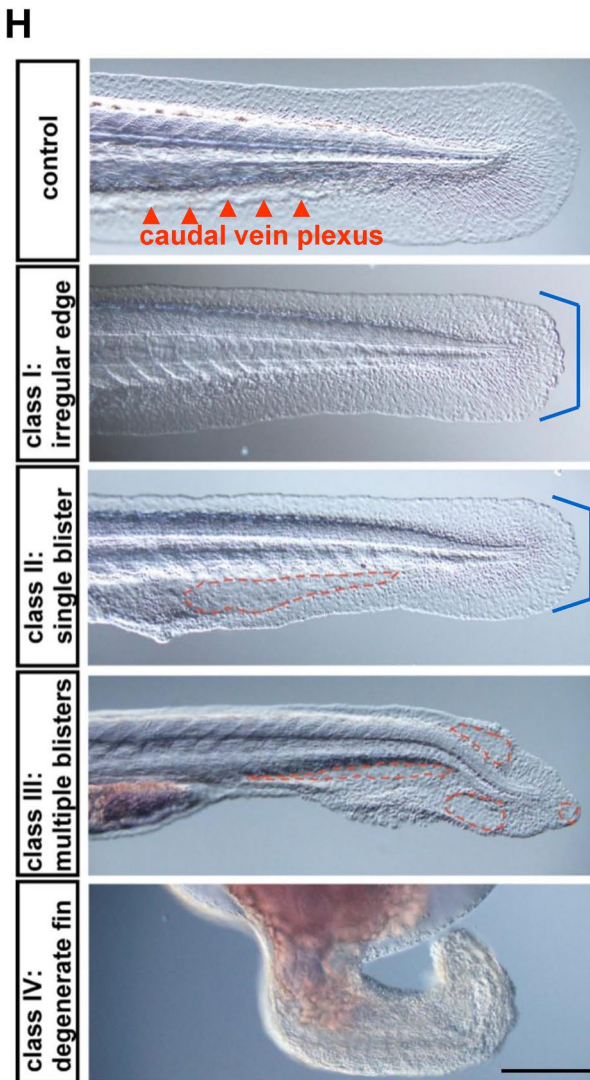 H
control
caudal vein plexus
class I:
irregular edge
class II:
single blister
class III:
multiple blisters
class IV:
degenerate fin